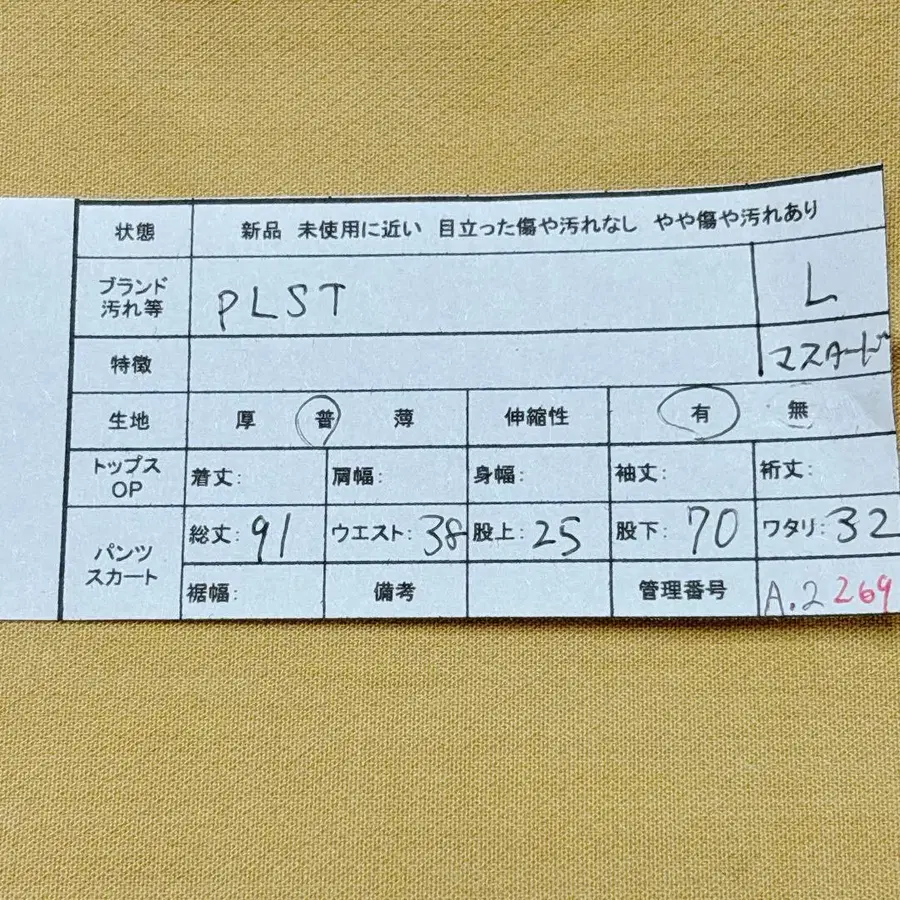 状態 新品 未使用に近い 目立った傷や汚れなし やや傷や汚れあり
ブランド
汚れ等 PLST L
特徴 マスタード
生地 厚 普 薄 伸縮性 有 無
トップス
OP 着丈: 肩幅: 身幅: 袖丈: 裄丈:
パンツ
スカート 総丈: 91 ウエスト: 38 股上: 25 股下: 70 ワタリ: 32
裾幅: 備考 管理番号 A.2 269